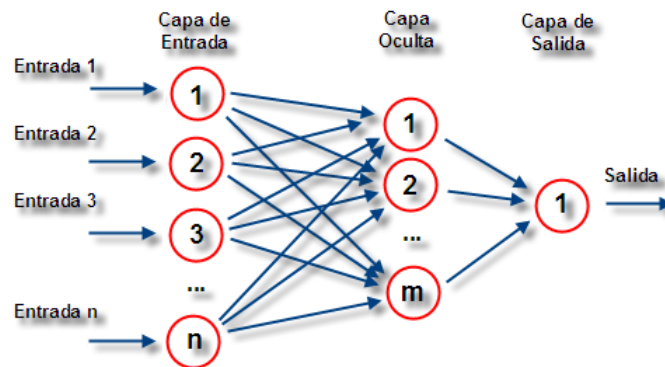 Capa de
Entrada
Capa
Oculta
Capa de
Salida
Entrada 1
1
Entrada 2
2
Entrada 3
3
...
Entrada n
n
1
2
...
m
1
Salida